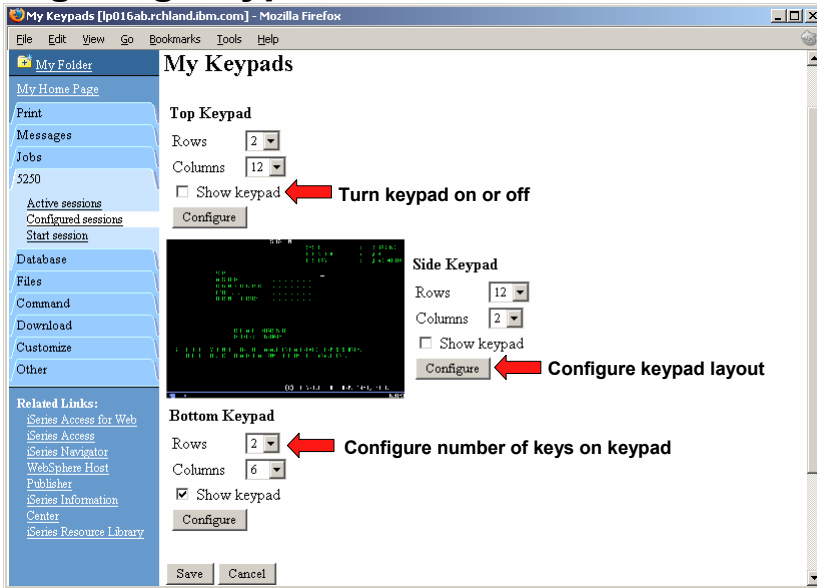 My Keypads [lp016ab.rchland.ibm.com] - Mozilla Firefox
File Edit View Go Bookmarks Tools Help
My Folder
My Home Page
Print
Messages
Jobs
5250
Active sessions
Configured sessions
Start session
Database
Files
Command
Download
Customize
Other
Related Links:
iSeries Access for Web
iSeries Access
iSeries Navigator
WebSphere Host
Publisher
iSeries Information
Center
iSeries Resource Library
My Keypads
Top Keypad
Rows 2
Columns 12
Show keypad
Turn keypad on or off
Configure
Side Keypad
Rows 12
Columns 2
Show keypad
Configure
Configure keypad layout
Bottom Keypad
Rows 2
Configure number of keys on keypad
Columns 6
Show keypad
Configure
Save Cancel